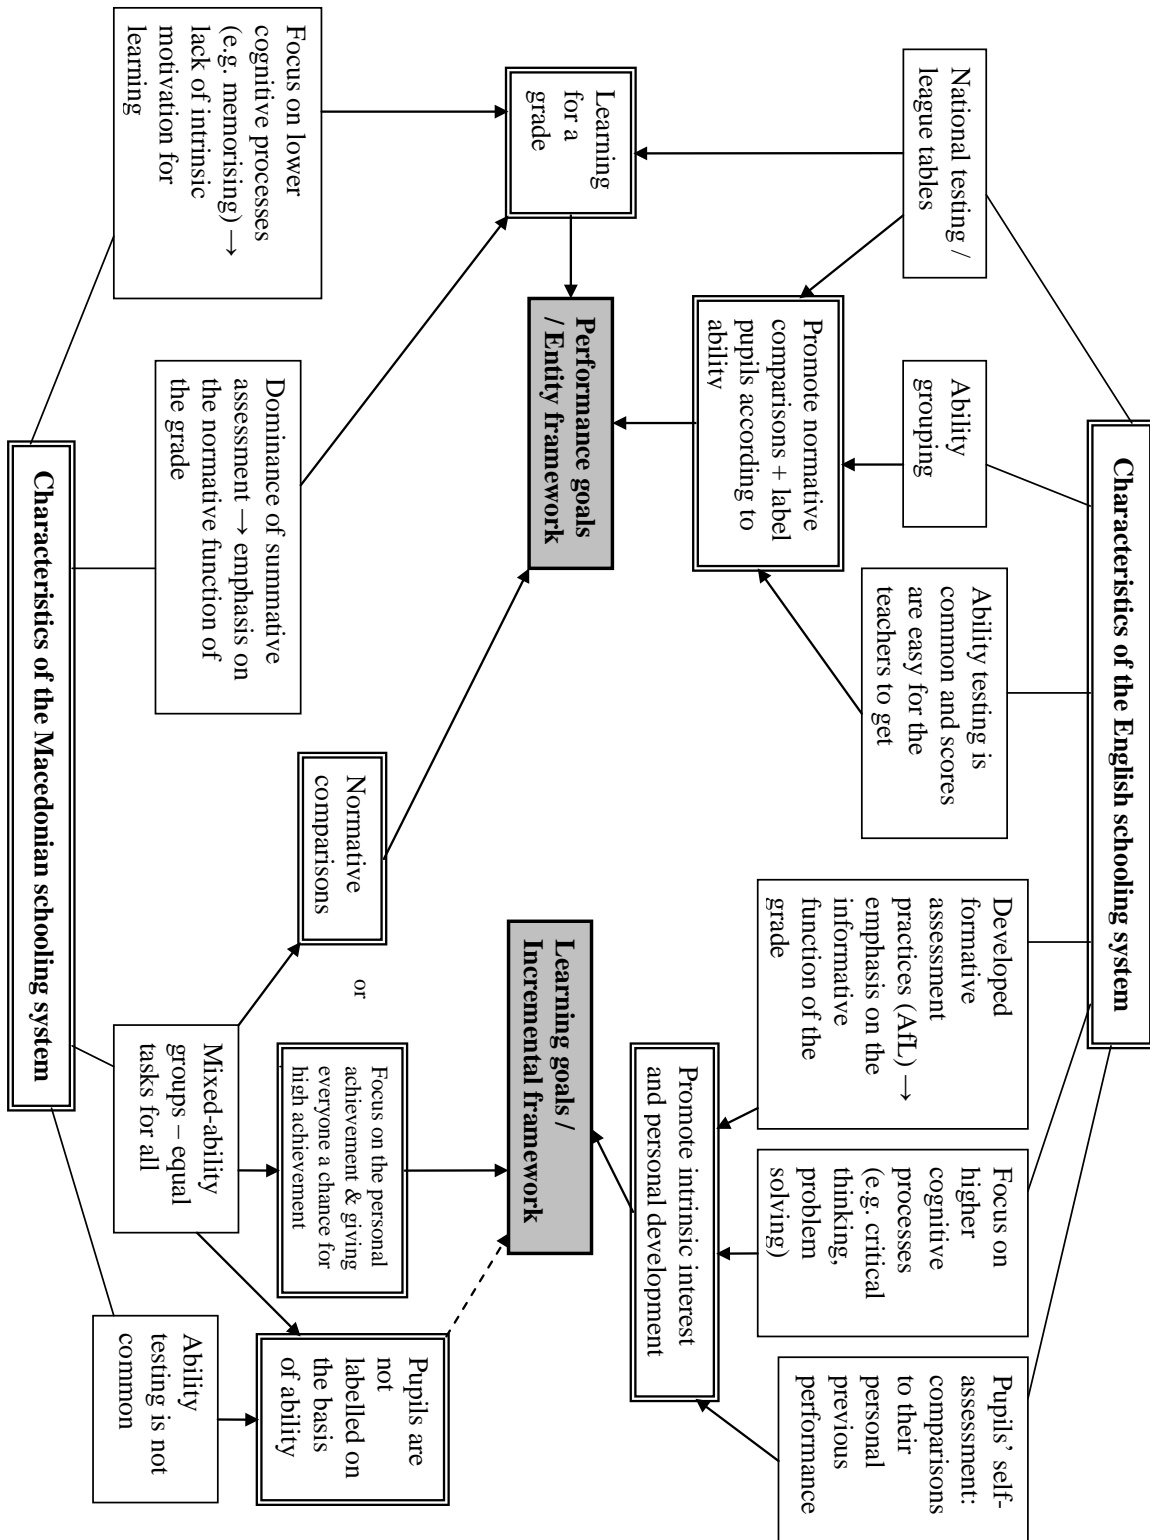 Characteristics of the English schooling system
National testing /
league tables
Ability
grouping
Ability testing is
common and scores
are easy for the
teachers to get
Developed
formative
assessment
practices (AfL) →
emphasis on the
informative
function of the
grade
Focus on
higher
cognitive
processes
(e.g. critical
thinking,
problem
solving)
Pupils’ self-
assessment:
comparisons
to their
personal
previous
performance
Promote normative
comparisons + label
pupils according to
ability
Promote intrinsic interest
and personal development
Learning
for a
grade
Performance goals
/ Entity framework
Learning goals /
Incremental framework
Normative
comparisons
or
Focus on the personal
achievement & giving
everyone a chance for
high achievement
Pupils are
not
labelled on
the basis
of ability
Focus on lower
cognitive processes
(e.g. memorising) →
lack of intrinsic
motivation for
learning
Dominance of summative
assessment → emphasis on
the normative function of
the grade
Mixed-ability
groups – equal
tasks for all
Ability
testing is not
common
Characteristics of the Macedonian schooling system